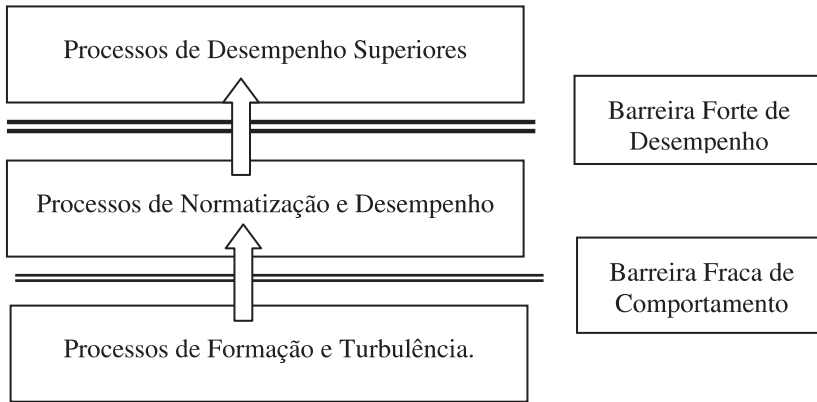 Processos de Desempenho Superiores
Barreira Forte de
Desempenho
Processos de Normatização e Desempenho
Barreira Fraca de
Comportamento
Processos de Formação e Turbulência.